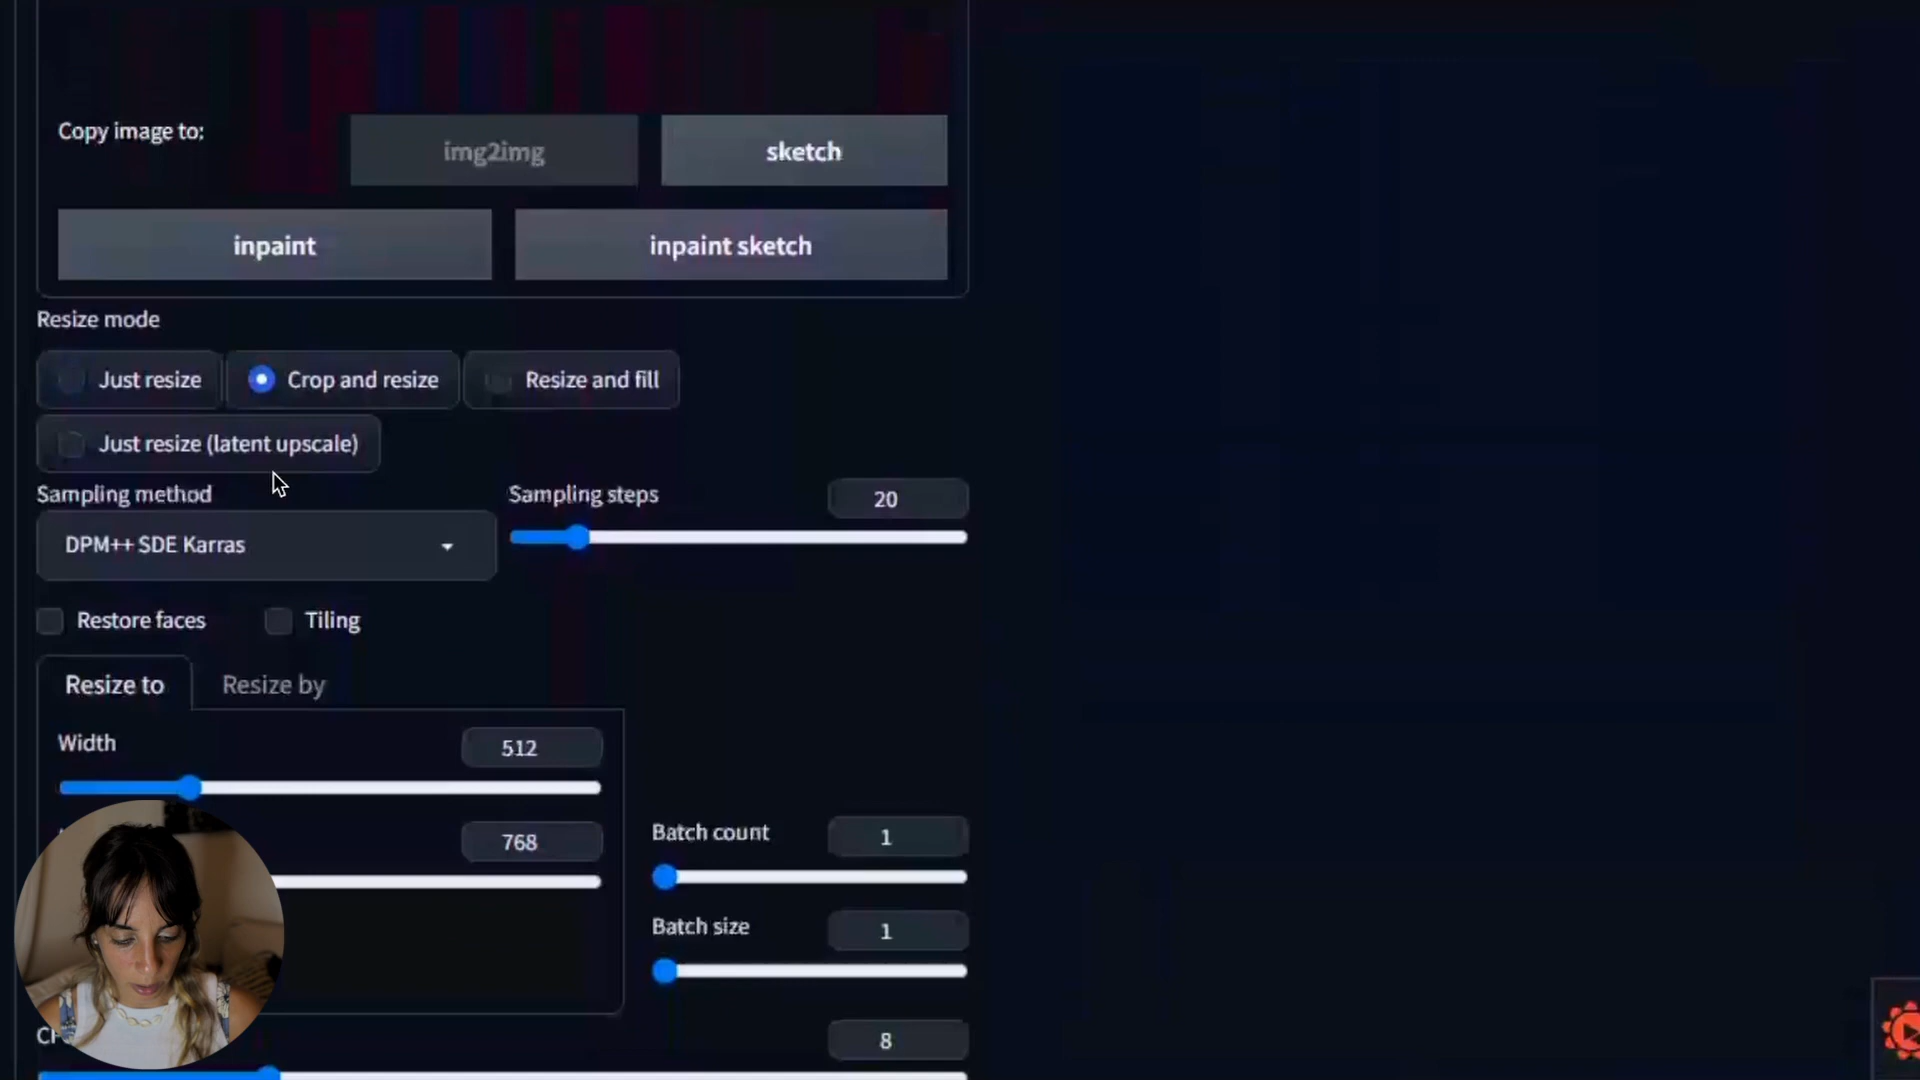 Copy image to:
img2img
sketch
inpaint
inpaint sketch
Resize mode
Just resize
Crop and resize
Resize and fill
Just resize (latent upscale)
Sampling method
Sampling steps
20
DPM++ SDE Karras
Restore faces
Tiling
Resize to
Resize by
Width
512
768
Batch count
1
Batch size
1
8